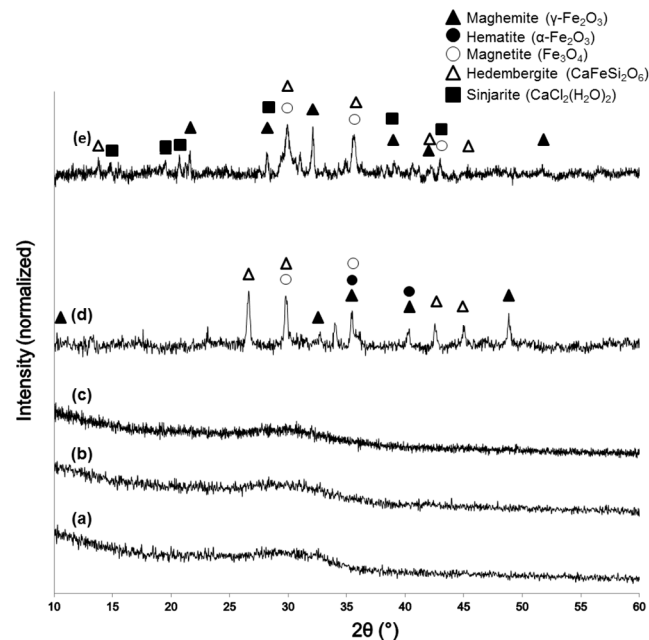 Maghemite (γ-Fe₂O₃)
Hematite (α-Fe₂O₃)
Magnetite (Fe₃O₄)
Hedembergite (CaFeSi₂O₆)
Sinjarite (CaCl₂(H₂O)₂)
(e)
(d)
(c)
(b)
(a)
Intensity (normalized)
10 15 20 25 30 35 40 45 50 55 60
2θ (°)